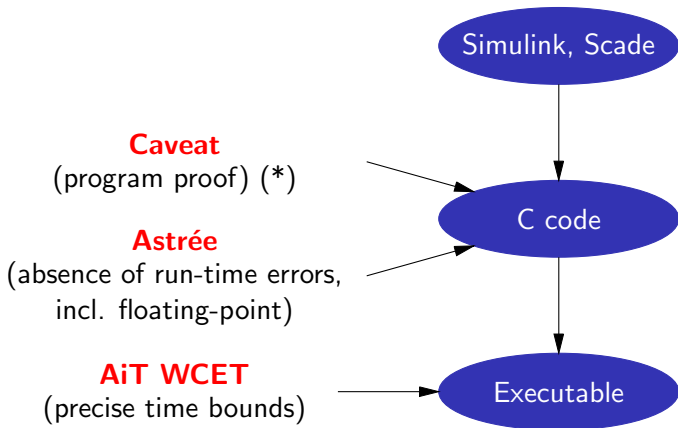 Simulink, Scade
Caveat
(program proof) (*)
C code
Astrée
(absence of run-time errors,
incl. floating-point)
AiT WCET
(precise time bounds)
Executable